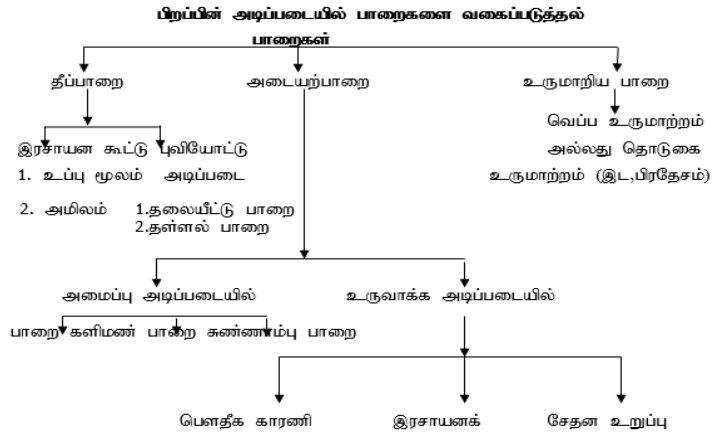 பிறப்பின் அடிப்படையில் பாறைகளை வகைப்படுத்தல்
பாறைகள்
தீப்பாறை அடையற்பாறை உருமாறிய பாறை
வெப்ப உருமாற்றம்
இரசாயன கூட்டு புவியோட்டு அல்லது தொடுகை
1. உப்பு மூலம் அடிப்படை உருமாற்றம் (இட,பிரதேசம்)
2. அமிலம் 1.தலையீட்டு பாறை
2.தள்ளல் பாறை
அமைப்பு அடிப்படையில் உருவாக்க அடிப்படையில்
பாறை களிமண் பாறை சுண்ணாம்பு பாறை
பௌதீக காரணி இரசாயனக் சேதன உறுப்பு